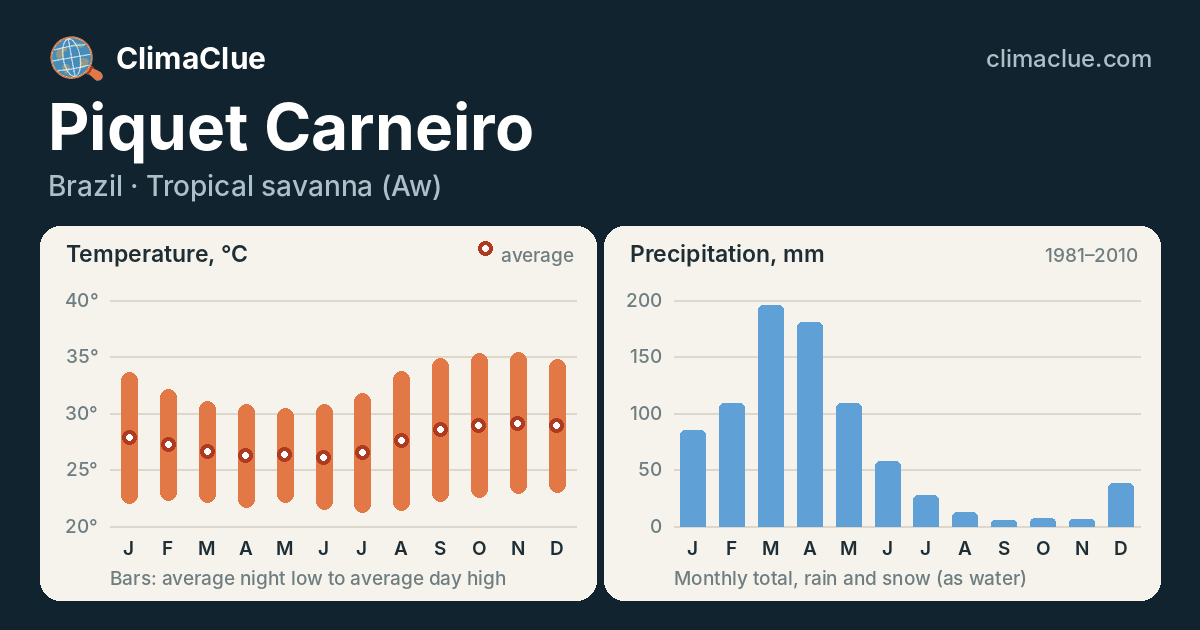 ClimaClue
climaclue.com
Piquet Carneiro
Brazil · Tropical savanna (Aw)
Temperature, °C
average
40°
35°
30°
25°
20°
J F M A M J J A S O N D
Bars: average night low to average day high
Precipitation, mm
1981–2010
200
150
100
50
0
J F M A M J J A S O N D
Monthly total, rain and snow (as water)